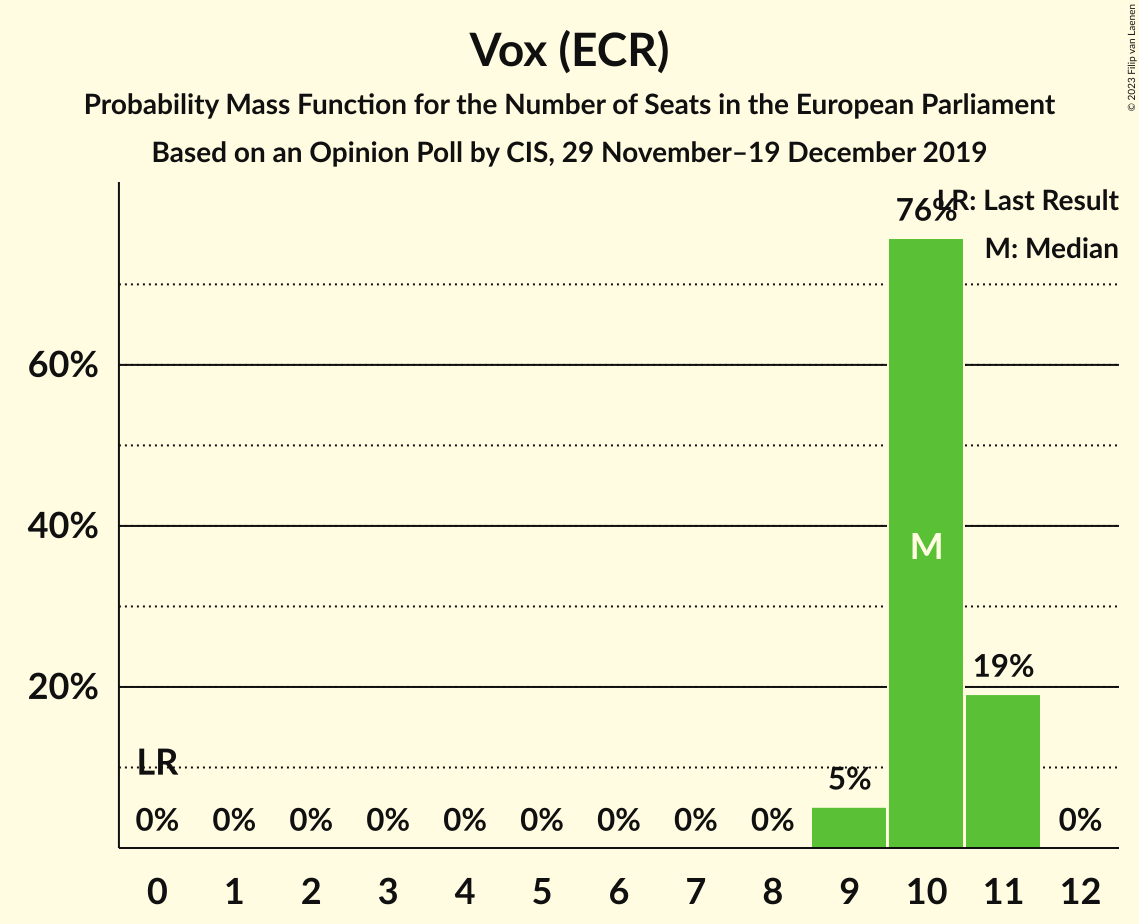 Vox (ECR)
Probability Mass Function for the Number of Seats in the European Parliament
Based on an Opinion Poll by CIS, 29 November–19 December 2019
© 2023 Filip van Laenen
LR: Last Result
M: Median
76%
60%
40%
M
20%
19%
LR
5%
0% 0% 0% 0% 0% 0% 0% 0% 0% 0%
0 1 2 3 4 5 6 7 8 9 10 11 12